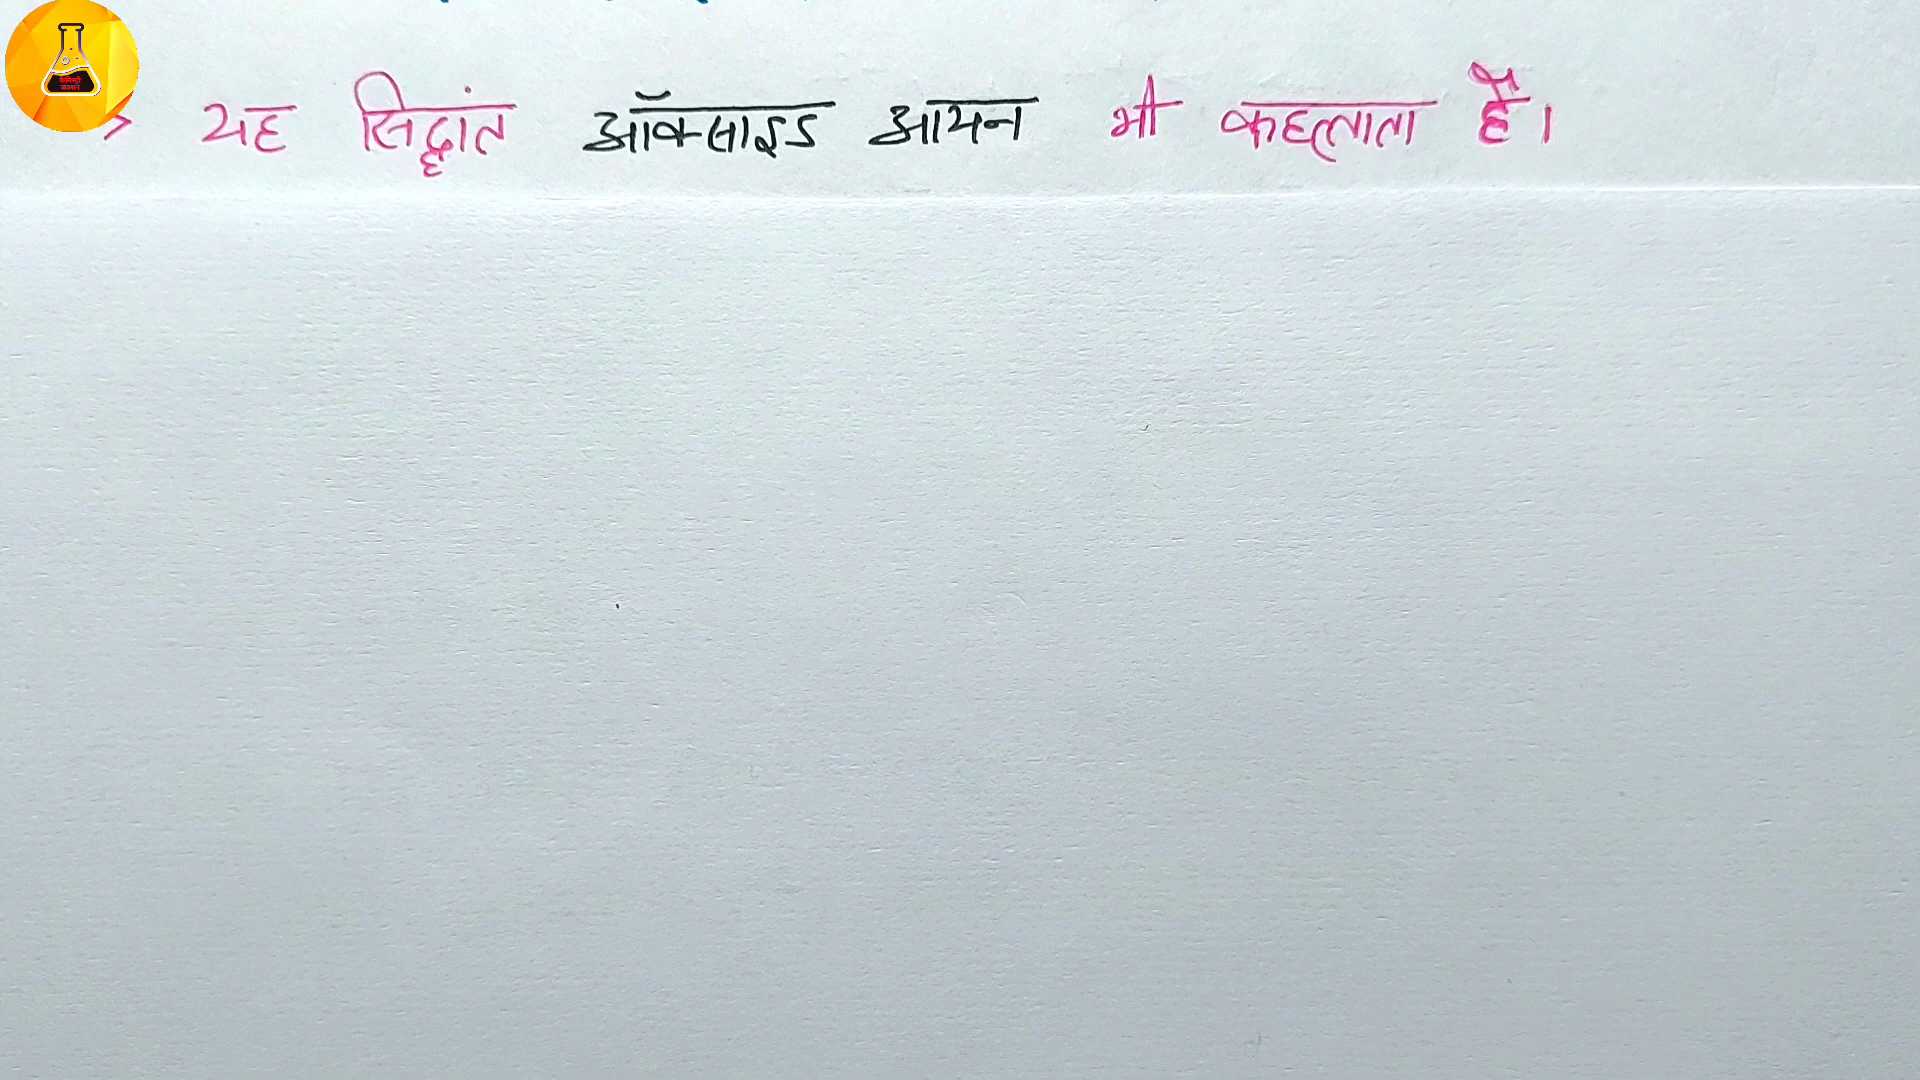 > यह सिद्धांत ऑक्साइड आयन भी कहलाता है।